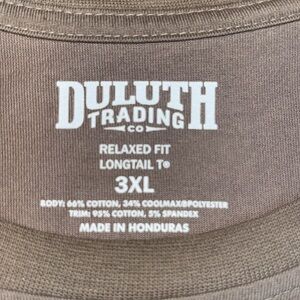 DULUTH
TRADING
CO
RELAXED FIT
LONGTAIL T®
3XL
BODY: 66% COTTON, 34% COOLMAX®POLYESTER
TRIM: 95% COTTON, 5% SPANDEX
MADE IN HONDURAS